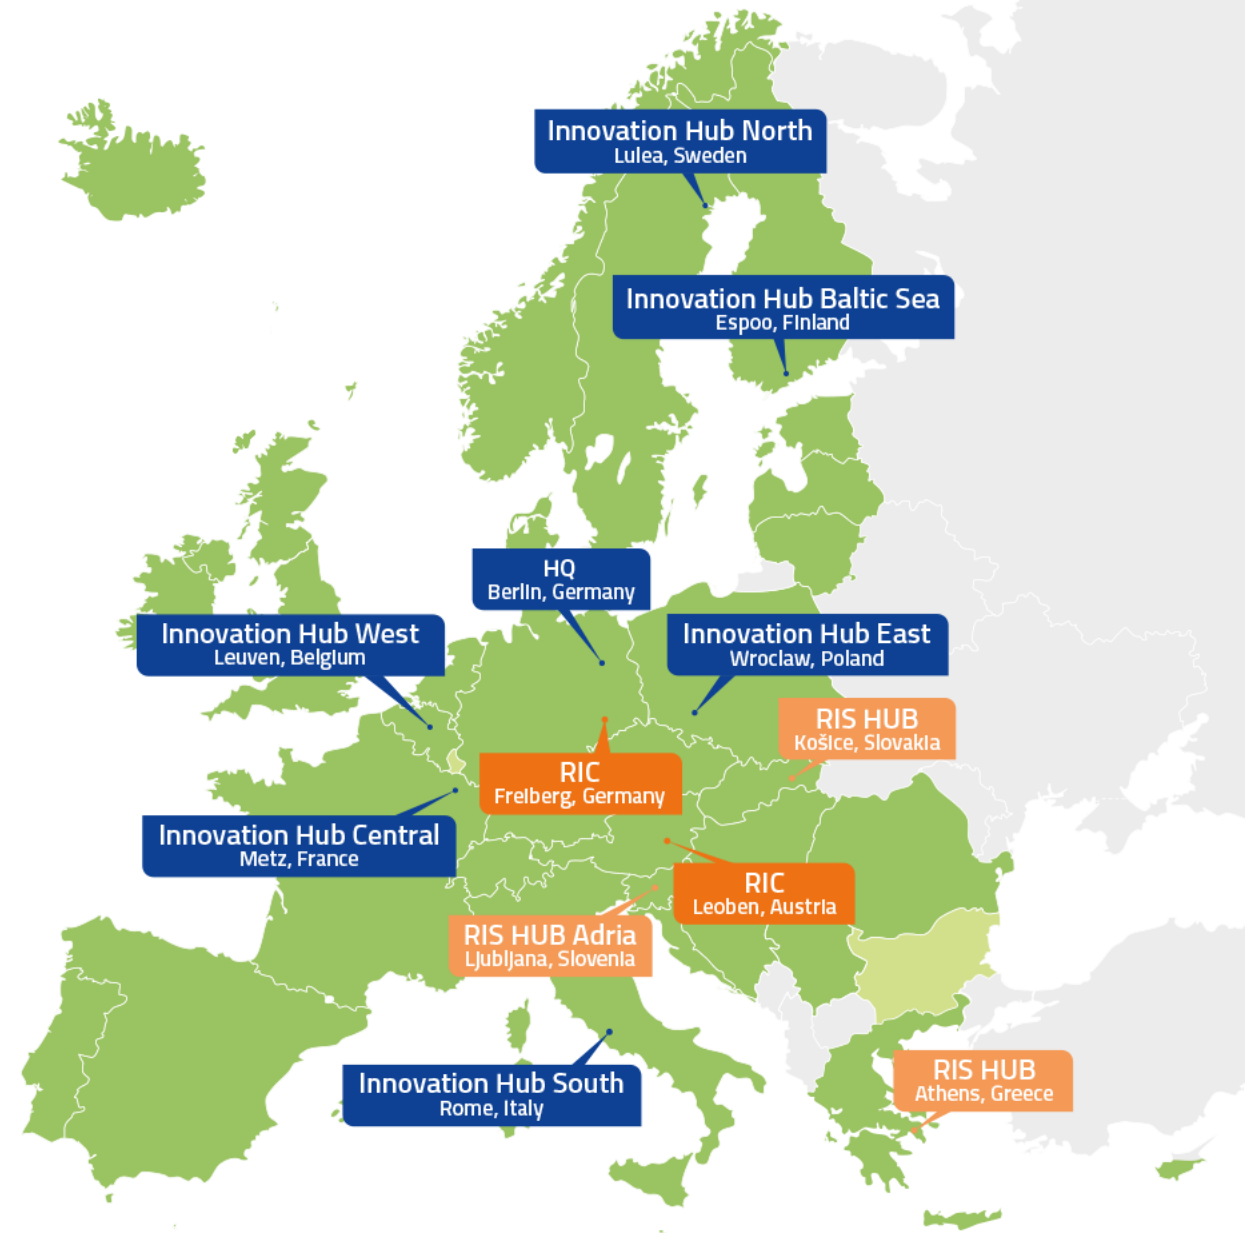 Innovation Hub North
Lulea, Sweden
Innovation Hub Baltic Sea
Espoo, Finland
HQ
Berlin, Germany
Innovation Hub West
Leuven, Belgium
Innovation Hub East
Wroclaw, Poland
RIS HUB
Košice, Slovakia
RIC
Freiberg, Germany
Innovation Hub Central
Metz, France
RIC
Leoben, Austria
RIS HUB Adria
Ljubljana, Slovenia
Innovation Hub South
Rome, Italy
RIS HUB
Athens, Greece